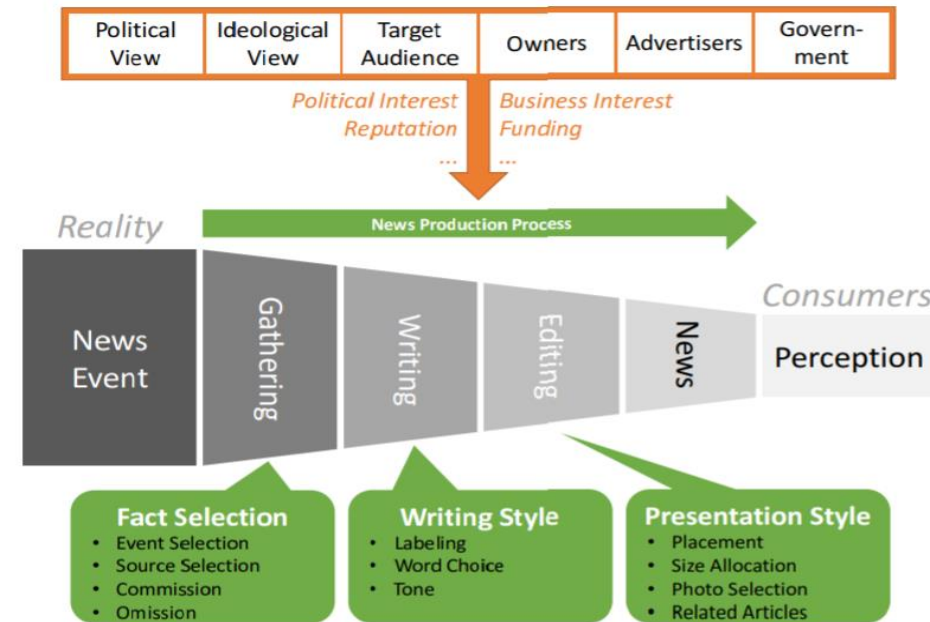 Political
View
Ideological
View
Target
Audience
Owners
Advertisers
Govern-
ment
Political Interest
Reputation
...
Business Interest
Funding
...
Reality
News Production Process
Consumers
News
Event
Gathering
Writing
Editing
News
Perception
Fact Selection
• Event Selection
• Source Selection
• Commission
• Omission
Writing Style
• Labeling
• Word Choice
• Tone
Presentation Style
• Placement
• Size Allocation
• Photo Selection
• Related Articles